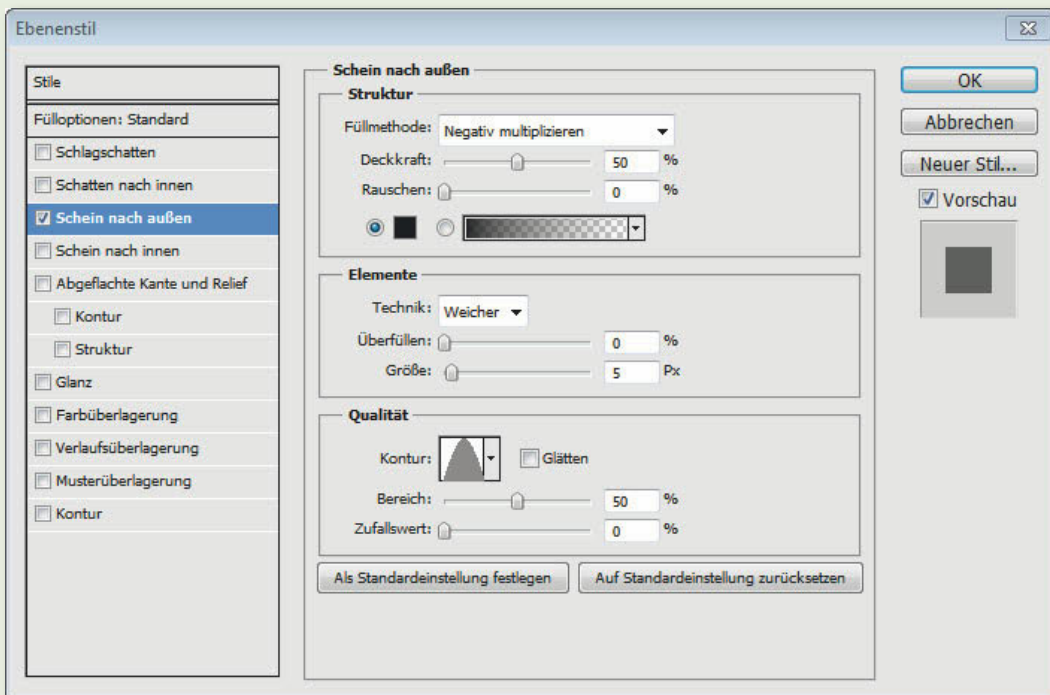 Ebenenstil
Stile
Fülloptionen: Standard
Schlagschatten
Schatten nach innen
Schein nach außen
Schein nach innen
Abgeflachte Kante und Relief
Kontur
Struktur
Glanz
Farbüberlagerung
Verlaufsüberlagerung
Musterüberlagerung
Kontur
Schein nach außen
Struktur
Füllmethode: Negativ multiplizieren
Deckkraft: 50 %
Rauschen: 0 %
Elemente
Technik: Weicher
Überfüllen: 0 %
Größe: 5 Px
Qualität
Kontur: Glätten
Bereich: 50 %
Zufallswert: 0 %
Als Standardeinstellung festlegen Auf Standardeinstellung zurücksetzen
OK
Abbrechen
Neuer Stil...
Vorschau